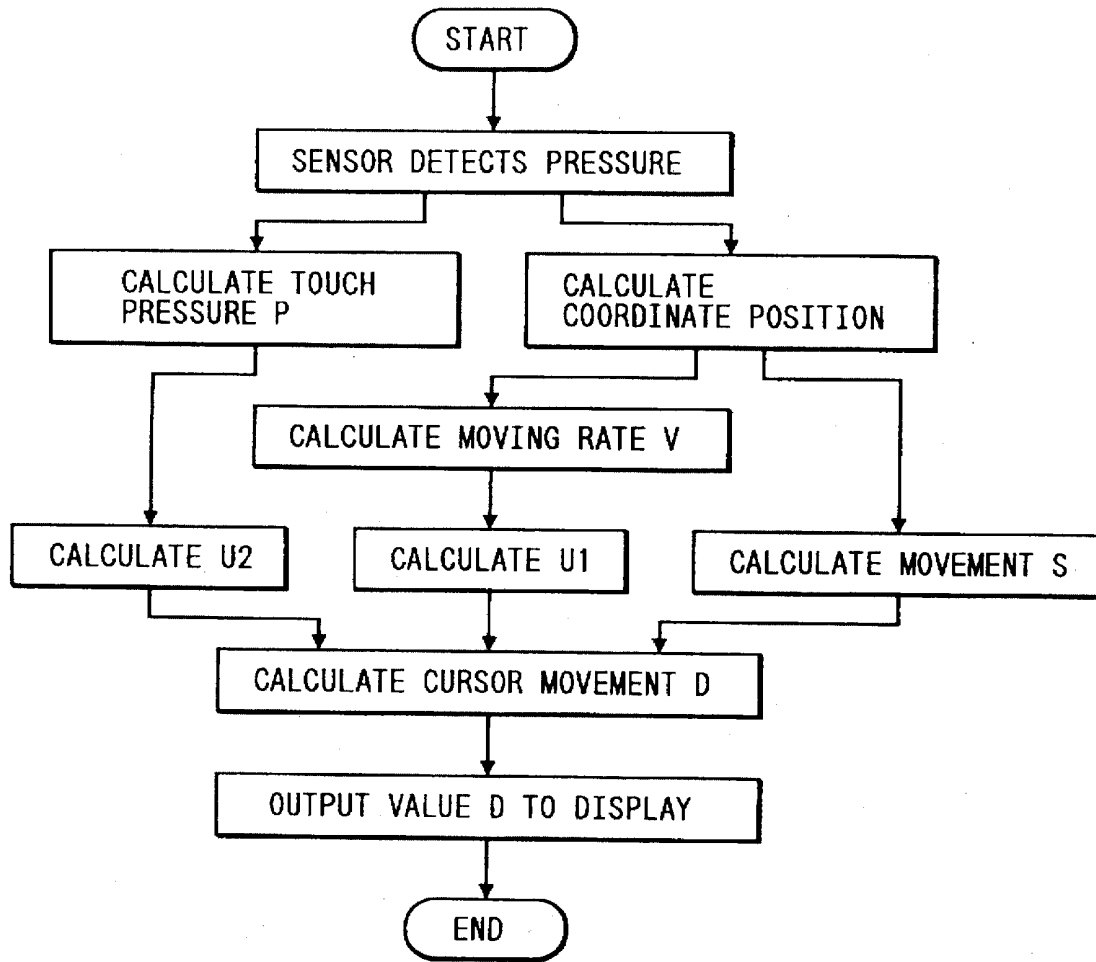 START
SENSOR DETECTS PRESSURE
CALCULATE TOUCH
PRESSURE P
CALCULATE
COORDINATE POSITION
CALCULATE MOVING RATE V
CALCULATE U2
CALCULATE U1
CALCULATE MOVEMENT S
CALCULATE CURSOR MOVEMENT D
OUTPUT VALUE D TO DISPLAY
END